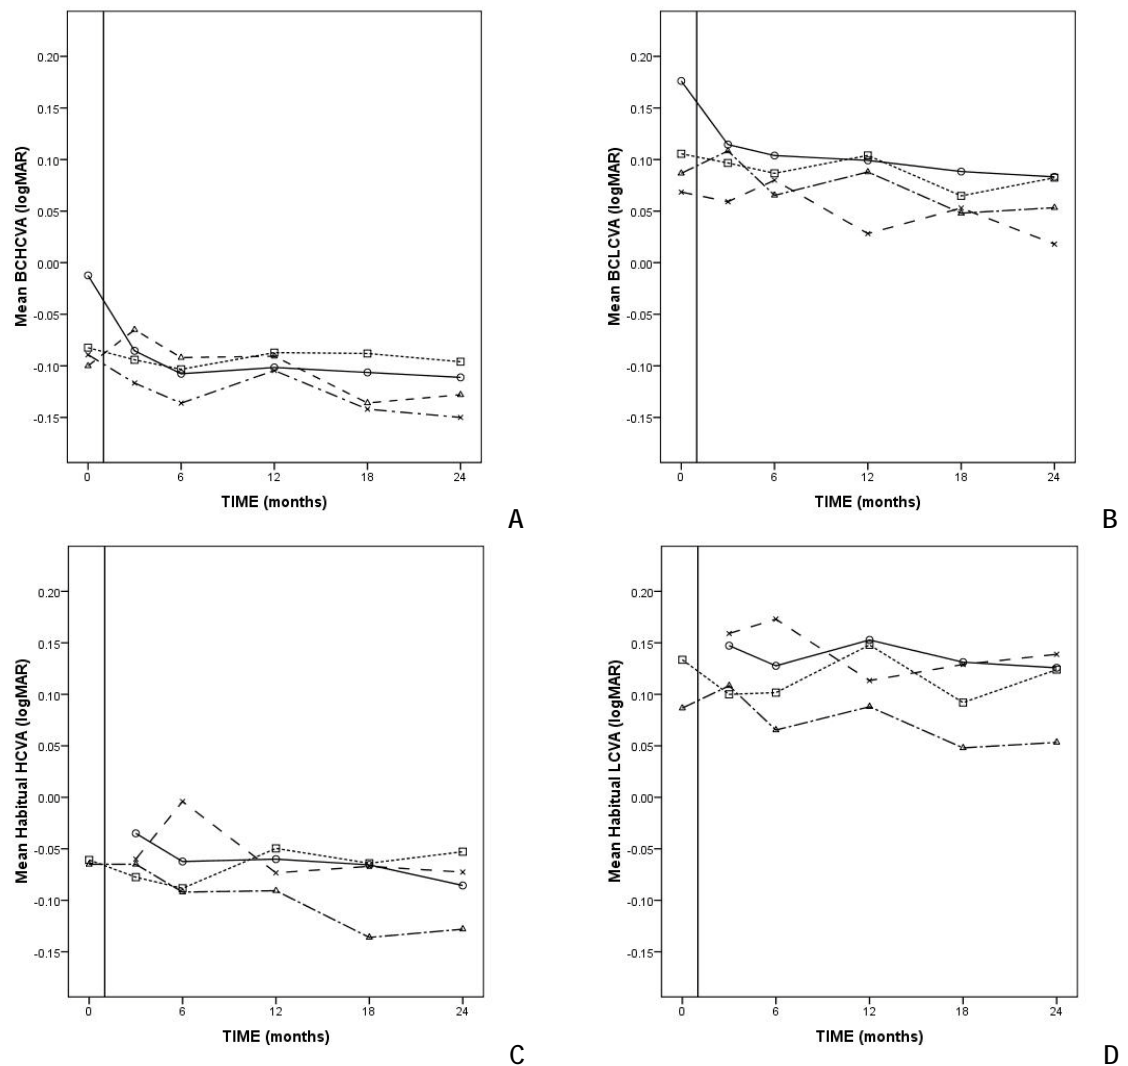 Mean BCHCVA (logMAR)
0.20
0.15
0.10
0.05
0.00
-0.05
-0.10
-0.15
0 6 12 18 24
TIME (months)
A
Mean BCLCVA (logMAR)
0.20
0.15
0.10
0.05
0.00
-0.05
-0.10
-0.15
0 6 12 18 24
TIME (months)
B
Mean Habitual HCVA (logMAR)
0.20
0.15
0.10
0.05
0.00
-0.05
-0.10
-0.15
0 6 12 18 24
TIME (months)
C
Mean Habitual LCVA (logMAR)
0.20
0.15
0.10
0.05
0.00
-0.05
-0.10
-0.15
0 6 12 18 24
TIME (months)
D